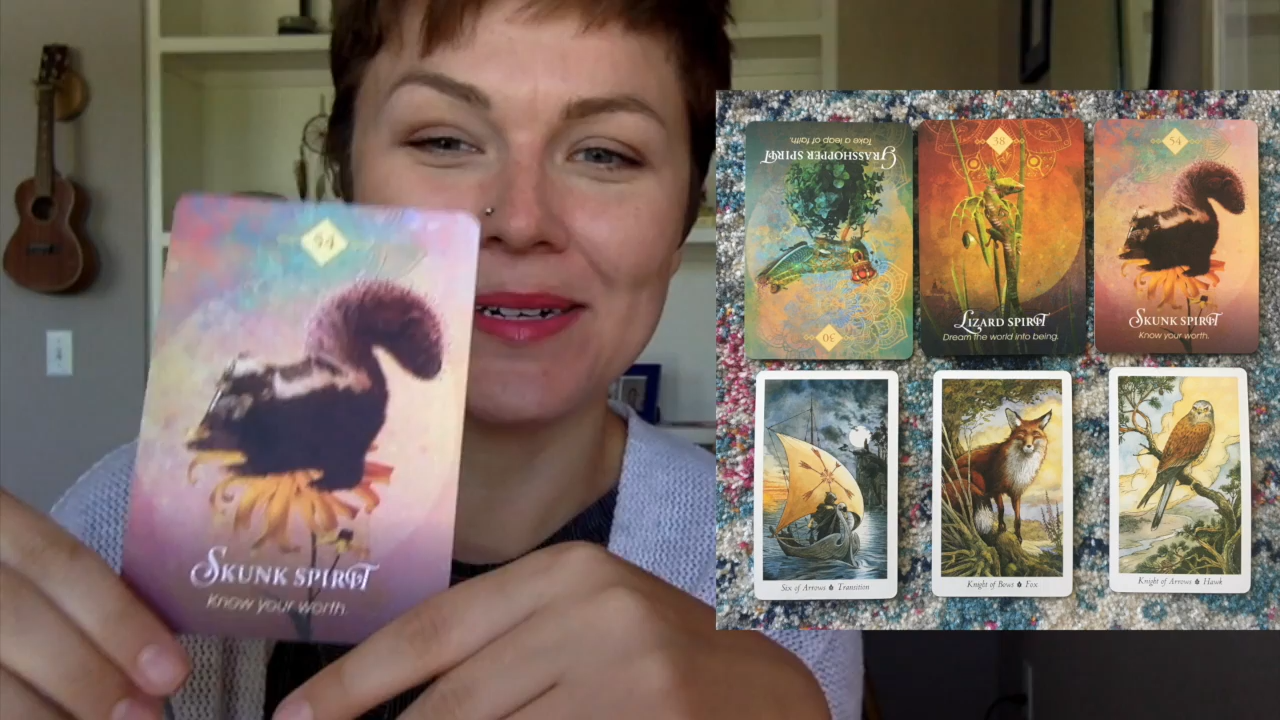 54
SKUNK SPIRIT
Know your worth.
GRASSHOPPER SPIRIT
Take a leap of faith.
30
38
LIZARD SPIRIT
Dream the world into being.
54
SKUNK SPIRIT
Know your worth.
Six of Arrows Transition
Knight of Bows Fox
Knight of Arrows Hawk